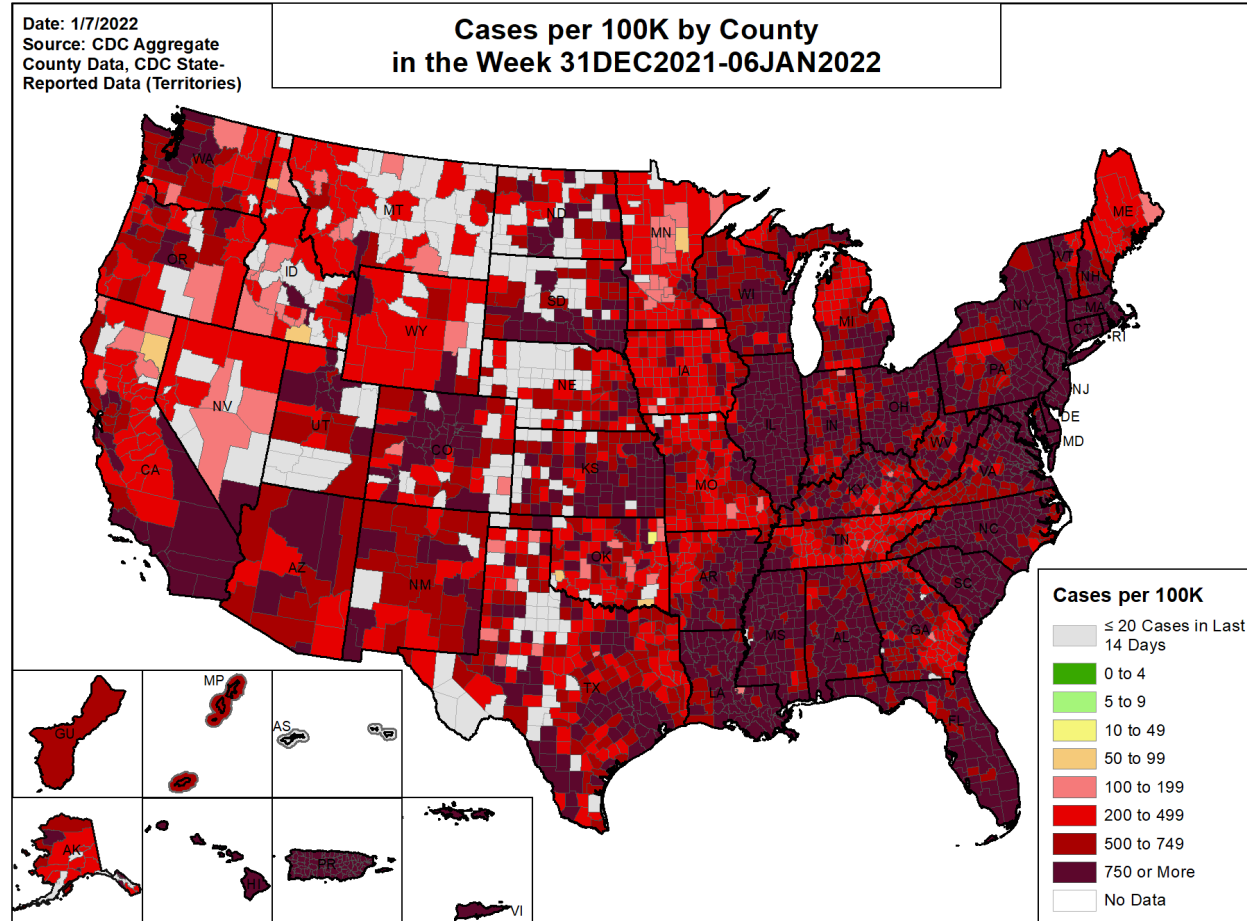 Date: 1/7/2022
Source: CDC Aggregate
County Data, CDC State-
Reported Data (Territories)
Cases per 100K by County
in the Week 31DEC2021-06JAN2022
WA
MT
ND
MN
ME
OR
ID
SD
WI
MI
VT
NH
NY
MA
CT
RI
WY
NE
IA
PA
NJ
NV
UT
CO
KS
MO
IL
IN
OH
WV
DE
MD
CA
VA
KY
AZ
NM
OK
AR
TN
NC
SC
MS
AL
GA
TX
LA
FL
GU
MP
AS
AK
HI
PR
VI
Cases per 100K
≤ 20 Cases in Last
14 Days
0 to 4
5 to 9
10 to 49
50 to 99
100 to 199
200 to 499
500 to 749
750 or More
No Data